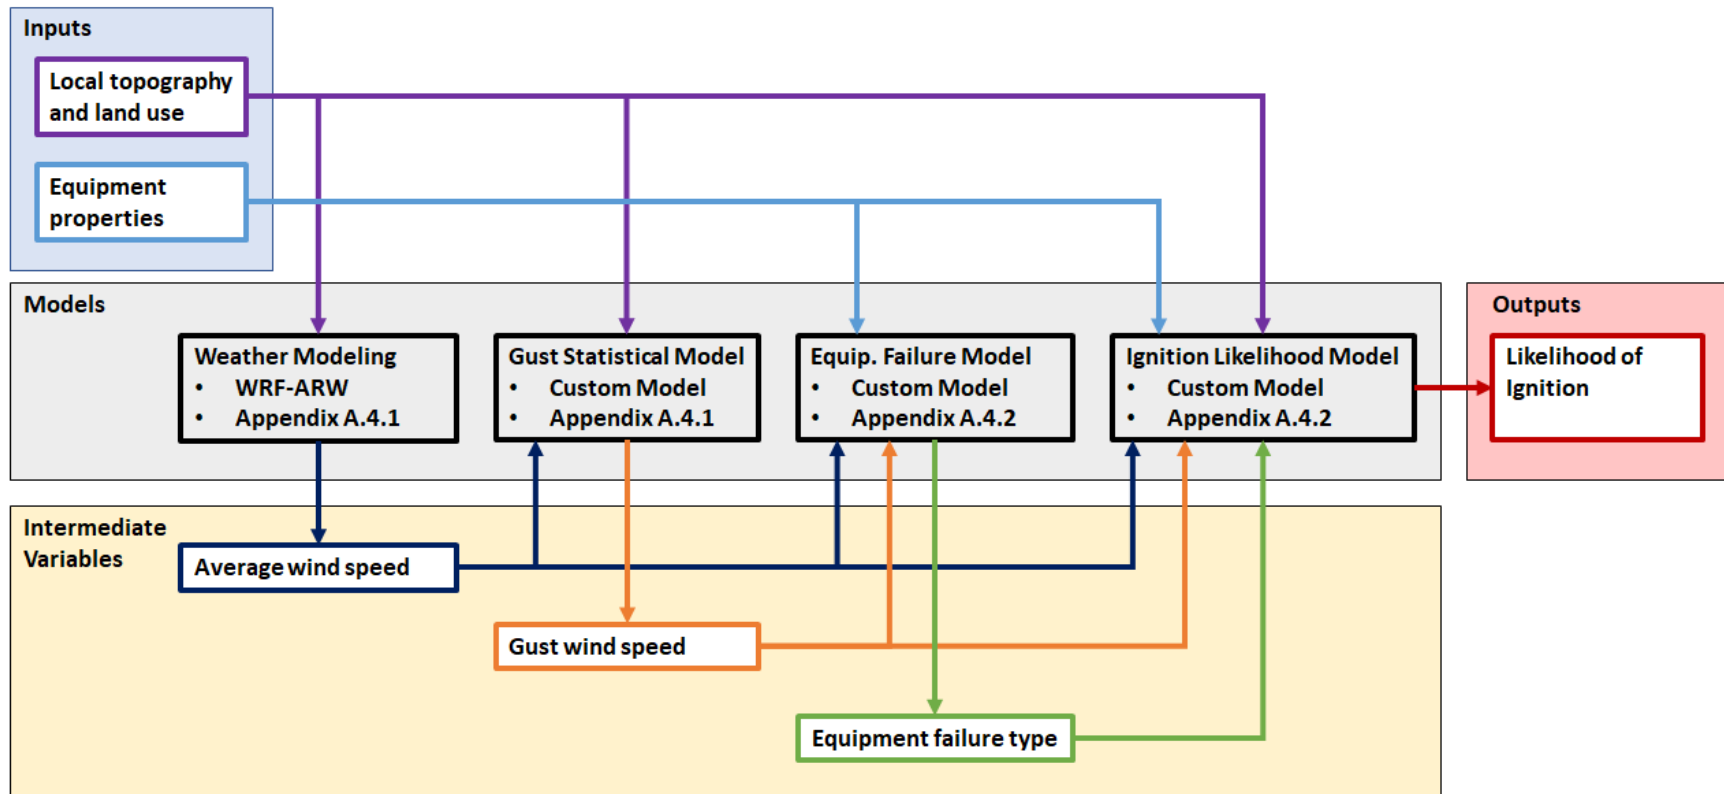 Inputs
Local topography
and land use
Equipment
properties
Models
Weather Modeling
• WRF-ARW
• Appendix A.4.1
Gust Statistical Model
• Custom Model
• Appendix A.4.1
Equip. Failure Model
• Custom Model
• Appendix A.4.2
Ignition Likelihood Model
• Custom Model
• Appendix A.4.2
Outputs
Likelihood of
Ignition
Intermediate
Variables
Average wind speed
Gust wind speed
Equipment failure type